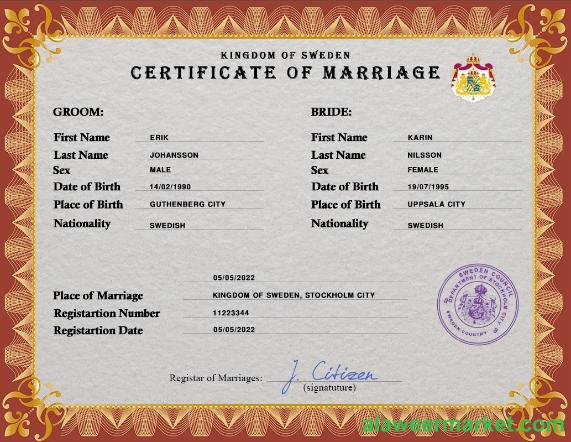 KINGDOM OF SWEDEN
CERTIFICATE OF MARRIAGE
GROOM:
First Name ERIK
Last Name JOHANSSON
Sex MALE
Date of Birth 14/02/1990
Place of Birth GUTHENBERG CITY
Nationality SWEDISH
BRIDE:
First Name KARIN
Last Name NILSSON
Sex FEMALE
Date of Birth 19/07/1995
Place of Birth UPPSALA CITY
Nationality SWEDISH
05/05/2022
Place of Marriage KINGDOM OF SWEDEN, STOCKHOLM CITY
Registartion Number 11223344
Registartion Date 05/05/2022
SWEDEN COUNCIL
DEPARTMENT OF STOCKHOLM CITY
SWEDEN COUNTRY
Registar of Marriages: J. Citizen
(signatuture)
alaweermarket.com